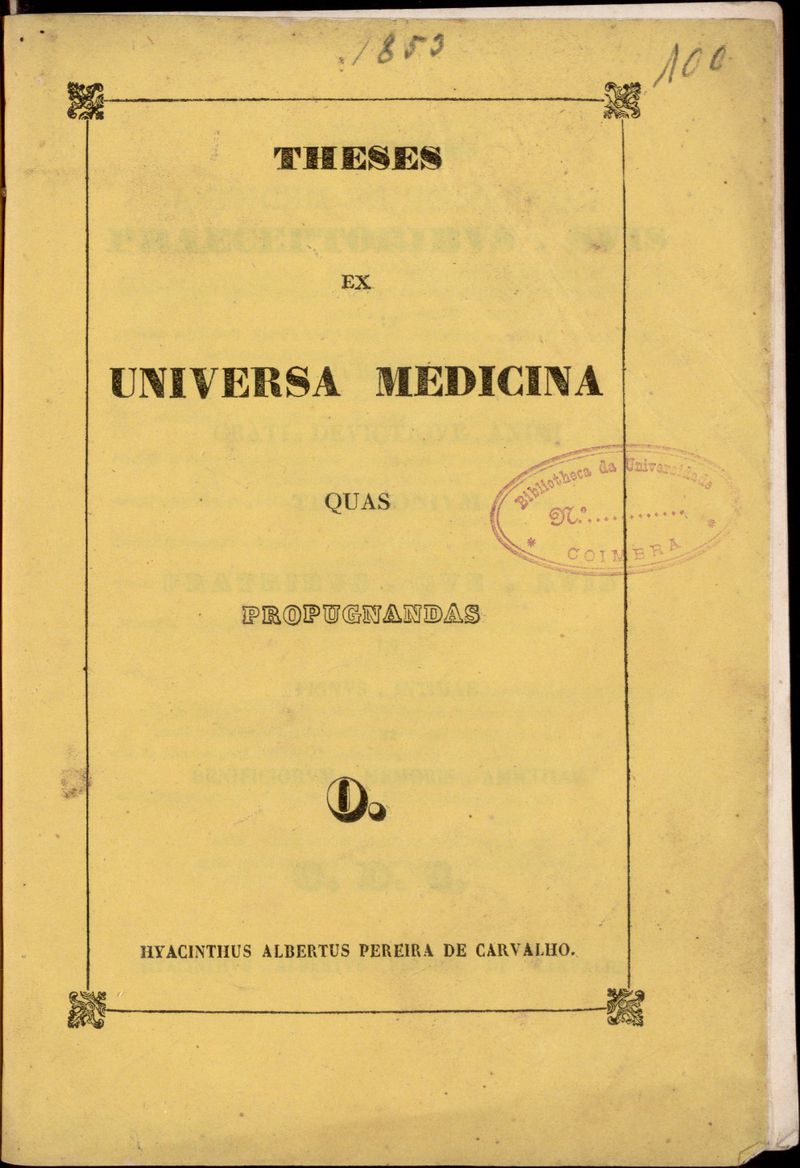 1853
100
THESES
EX
UNIVERSA MEDICINA
QUAS
Bibliotheca da Universidade
N.º............
* COIMBRA *
PROPUGNANDAS
O.
HYACINTHUS ALBERTUS PEREIRA DE CARVALHO.